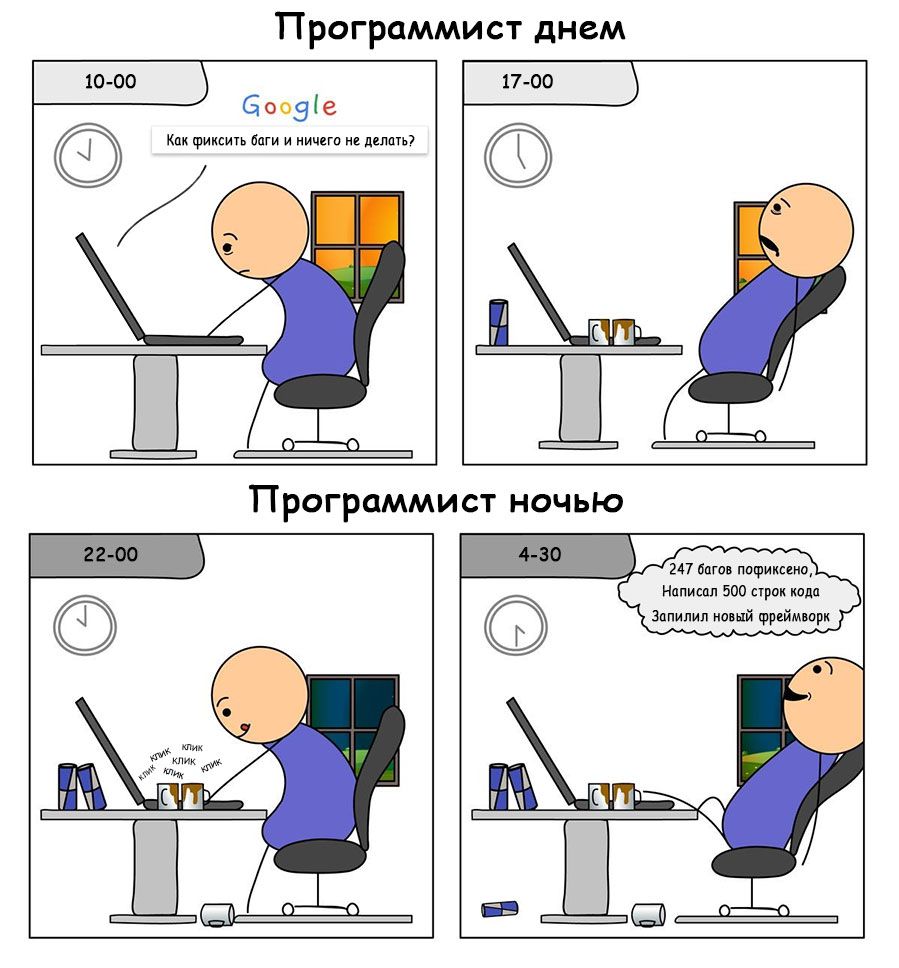 Программист днем
10-00
Google
Как фиксить баги и ничего не делать?
17-00
Программист ночью
22-00
клик
клик
клик
клик
клик
клик
4-30
247 багов пофиксено,
Написал 500 строк кода
Запилил новый фреймворк